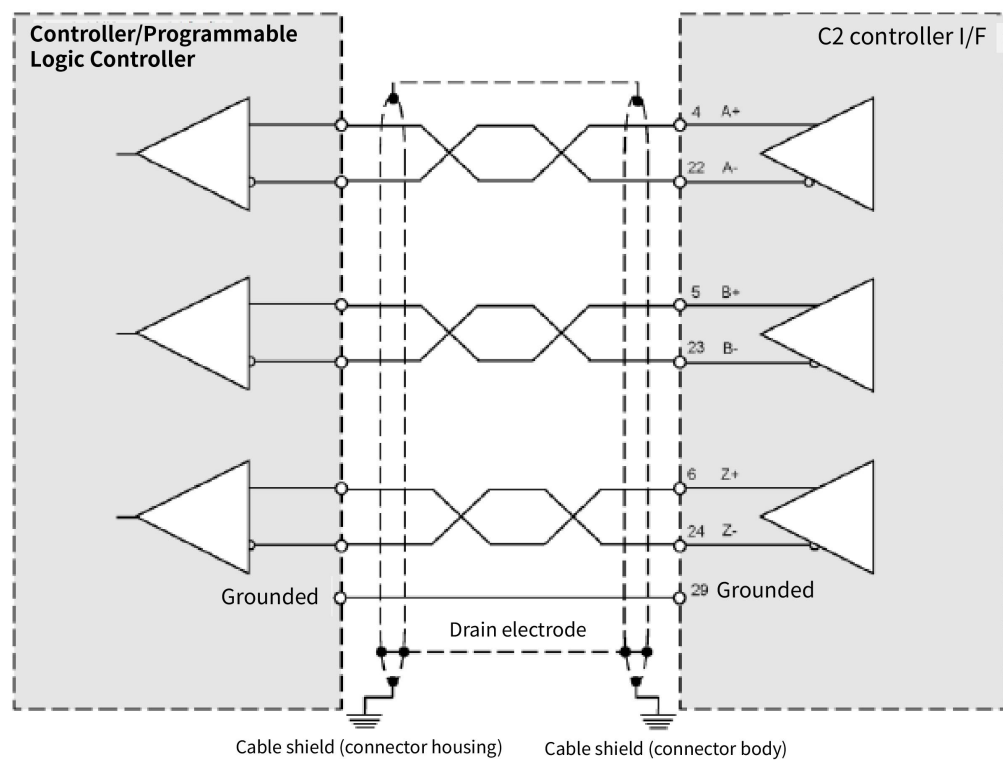 Controller/Programmable
Logic Controller
C2 controller I/F
4 A+
22 A-
5 B+
23 B-
6 Z+
24 Z-
Grounded
29 Grounded
Drain electrode
Cable shield (connector housing)
Cable shield (connector body)